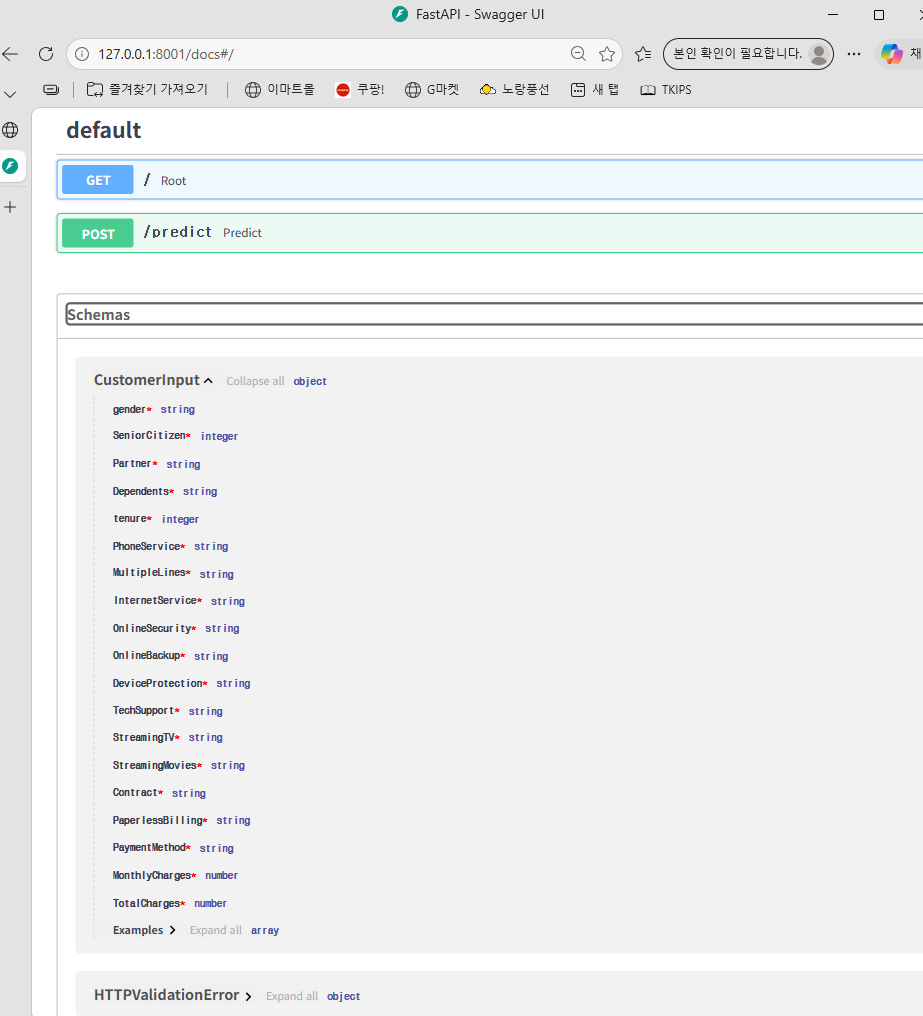 FastAPI - Swagger UI
127.0.0.1:8001/docs#/
본인 확인이 필요합니다.
채
즐겨찾기 가져오기
이마트몰
쿠팡!
G마켓
노랑풍선
새 탭
TKIPS
default
GET / Root
POST /predict Predict
Schemas
CustomerInput Collapse all object
gender* string
SeniorCitizen* integer
Partner* string
Dependents* string
tenure* integer
PhoneService* string
MultipleLines* string
InternetService* string
OnlineSecurity* string
OnlineBackup* string
DeviceProtection* string
TechSupport* string
StreamingTV* string
StreamingMovies* string
Contract* string
PaperlessBilling* string
PaymentMethod* string
MonthlyCharges* number
TotalCharges* number
Examples Expand all array
HTTPValidationError Expand all object